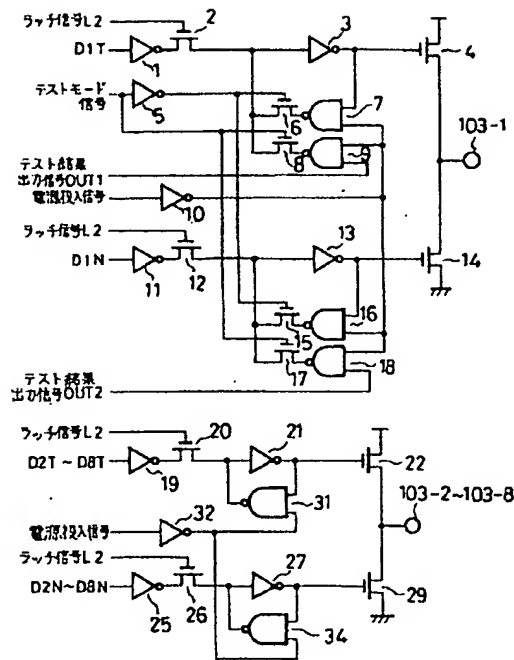 ラッチ信号L2
2
3
D1T
1
4
テストモード
信号
5
6
7
8
9
103-1
テスト結果
出力信号OUT1
電源投入信号
10
ラッチ信号L2
13
D1N
11
12
14
15
16
17
18
テスト結果
出力信号OUT2
ラッチ信号L2
20
21
D2T~D8T
19
22
31
103-2~103-8
電源投入信号
32
ラッチ信号L2
27
D2N~D8N
25
26
29
34